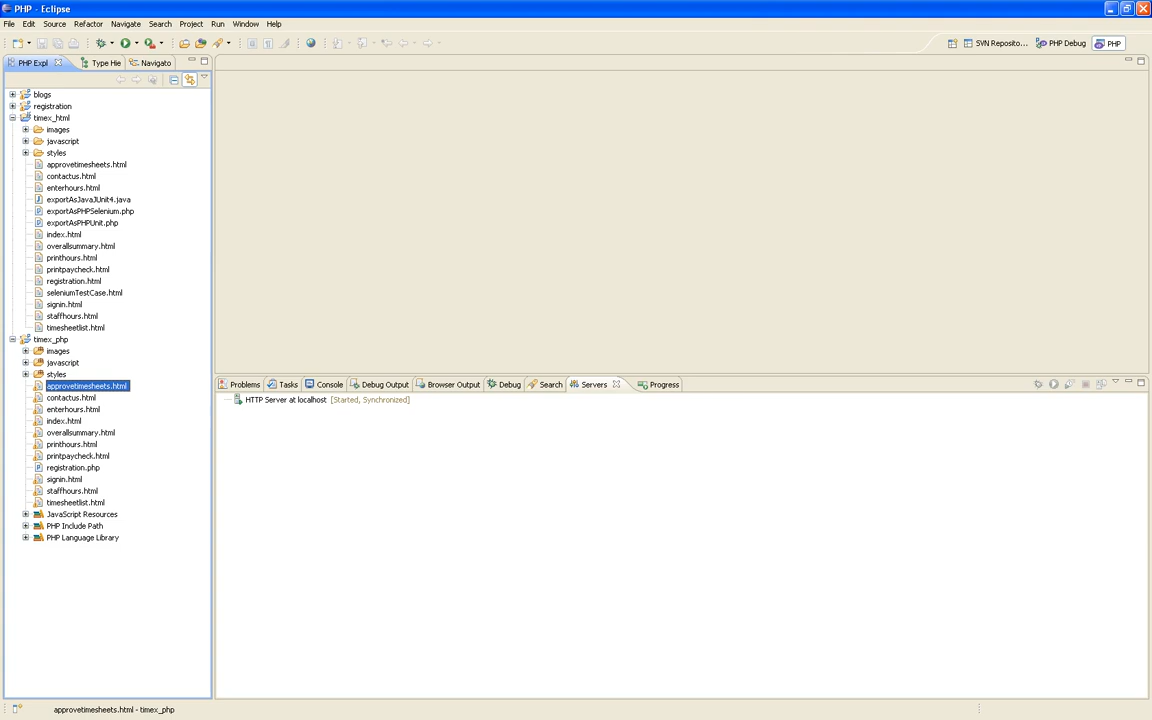 PHP - Eclipse
File Edit Source Refactor Navigate Search Project Run Window Help
SVN Reposito... PHP Debug PHP
PHP Expl Type Hie Navigato
blogs
registration
timex_html
images
javascript
styles
approvetimesheets.html
contactus.html
enterhours.html
exportAsJavaJUnit4.java
exportAsPHPSelenium.php
exportAsPHPUnit.php
index.html
overallsummary.html
printhours.html
printpaycheck.html
registration.html
seleniumTestCase.html
signin.html
staffhours.html
timesheetlist.html
timex_php
images
javascript
styles
approvetimesheets.html
contactus.html
enterhours.html
index.html
overallsummary.html
printhours.html
printpaycheck.html
registration.php
signin.html
staffhours.html
timesheetlist.html
JavaScript Resources
PHP Include Path
PHP Language Library
Problems Tasks Console Debug Output Browser Output Debug Search Servers Progress
HTTP Server at localhost [Started, Synchronized]
approvetimesheets.html - timex_php